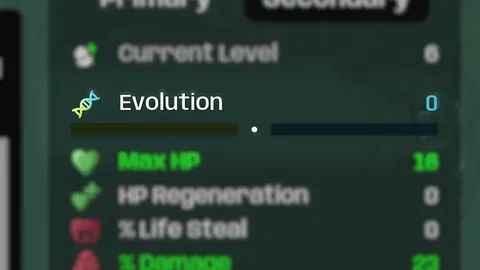 Primary Secondary
Current Level 6
Evolution 0
Max HP 16
HP Regeneration 0
% Life Steal 0
% Damage 23